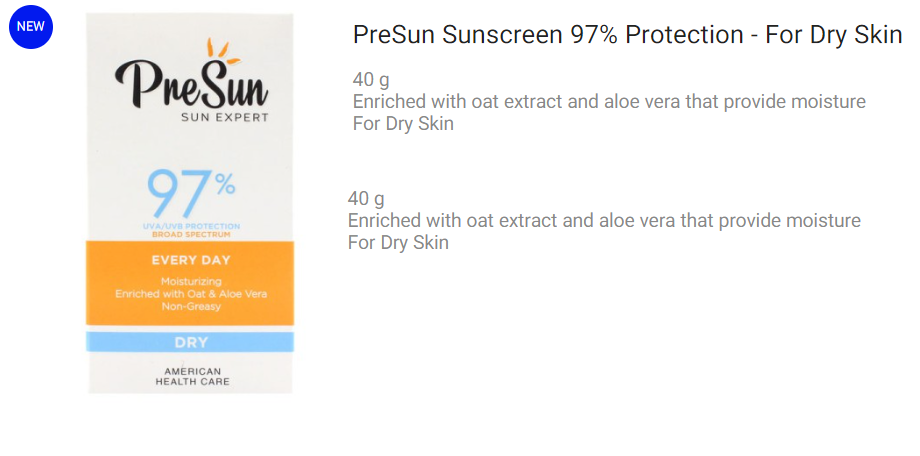 NEW
PreSun
SUN EXPERT
97%
UVA/UVB PROTECTION
BROAD SPECTRUM
EVERY DAY
Moisturizing
Enriched with Oat & Aloe Vera
Non-Greasy
DRY
AMERICAN
HEALTH CARE
PreSun Sunscreen 97% Protection - For Dry Skin
40 g
Enriched with oat extract and aloe vera that provide moisture
For Dry Skin
40 g
Enriched with oat extract and aloe vera that provide moisture
For Dry Skin